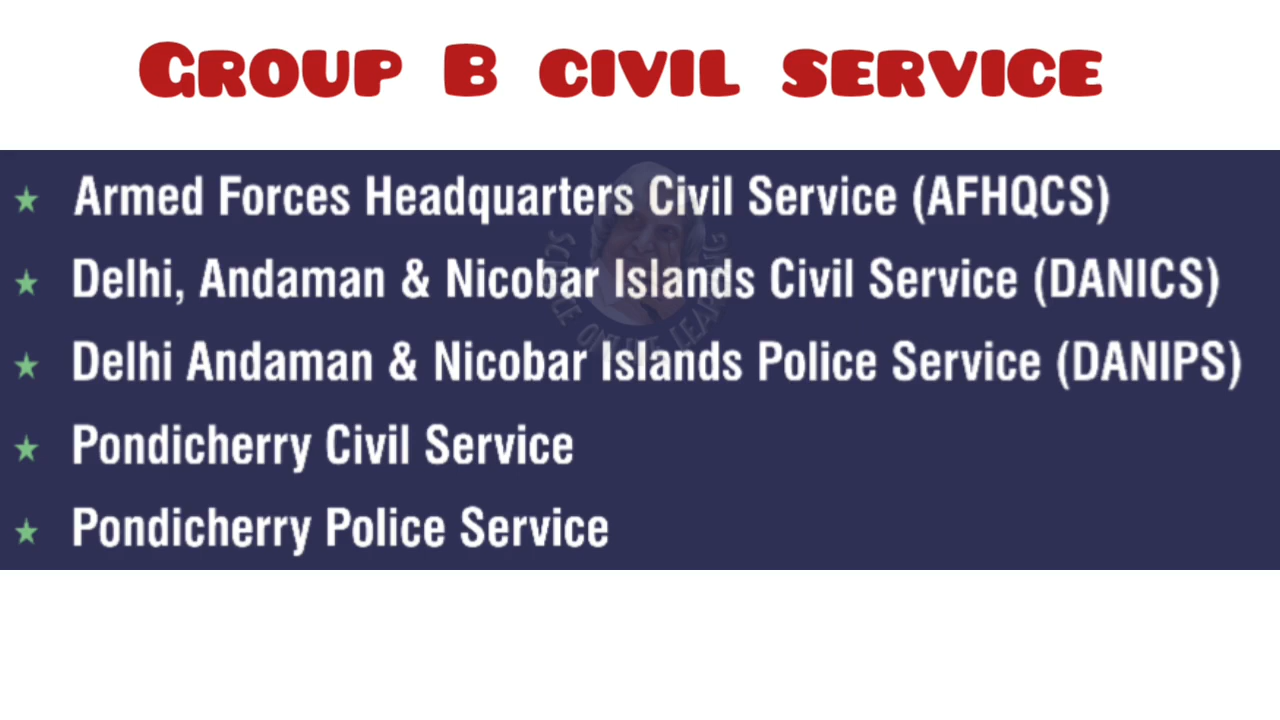 GROUP B CIVIL SERVICE
Armed Forces Headquarters Civil Service (AFHQCS)
Delhi, Andaman & Nicobar Islands Civil Service (DANICS)
Delhi Andaman & Nicobar Islands Police Service (DANIPS)
Pondicherry Civil Service
Pondicherry Police Service